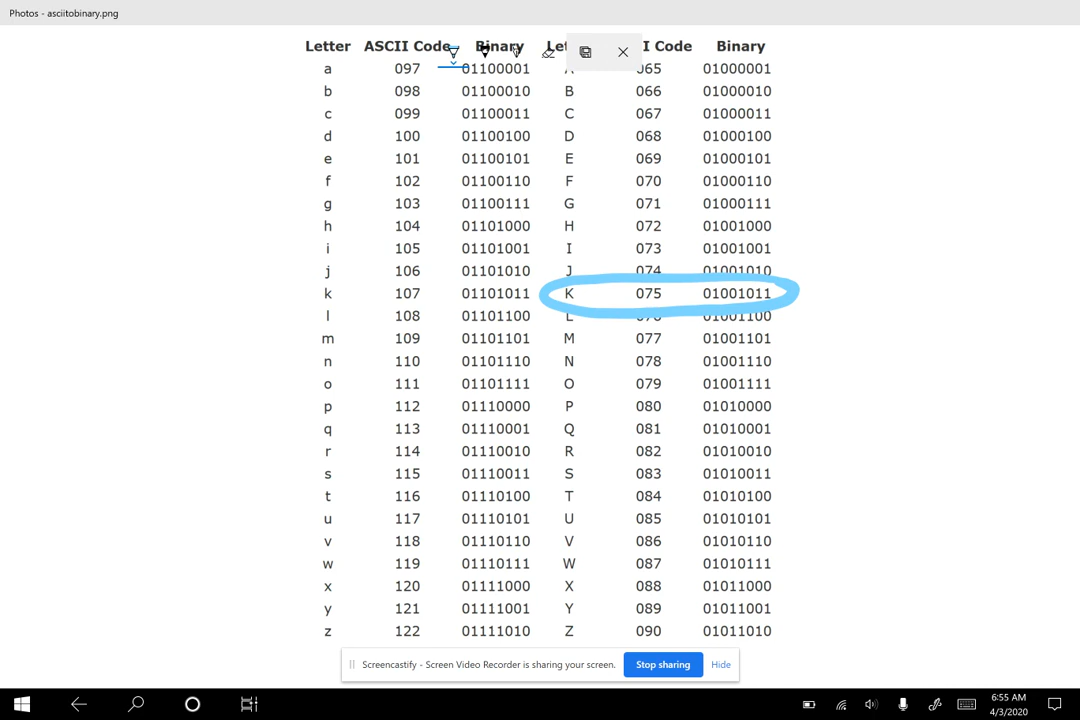 Photos - asciitobinary.png
Letter ASCII Code Binary Let I Code Binary
a 097 01100001 A 065 01000001
b 098 01100010 B 066 01000010
c 099 01100011 C 067 01000011
d 100 01100100 D 068 01000100
e 101 01100101 E 069 01000101
f 102 01100110 F 070 01000110
g 103 01100111 G 071 01000111
h 104 01101000 H 072 01001000
i 105 01101001 I 073 01001001
j 106 01101010 J 074 01001010
k 107 01101011 K 075 01001011
l 108 01101100 L 076 01001100
m 109 01101101 M 077 01001101
n 110 01101110 N 078 01001110
o 111 01101111 O 079 01001111
p 112 01110000 P 080 01010000
q 113 01110001 Q 081 01010001
r 114 01110010 R 082 01010010
s 115 01110011 S 083 01010011
t 116 01110100 T 084 01010100
u 117 01110101 U 085 01010101
v 118 01110110 V 086 01010110
w 119 01110111 W 087 01010111
x 120 01111000 X 088 01011000
y 121 01111001 Y 089 01011001
z 122 01111010 Z 090 01011010
Screencastify - Screen Video Recorder is sharing your screen. Stop sharing Hide
6:55 AM
4/3/2020